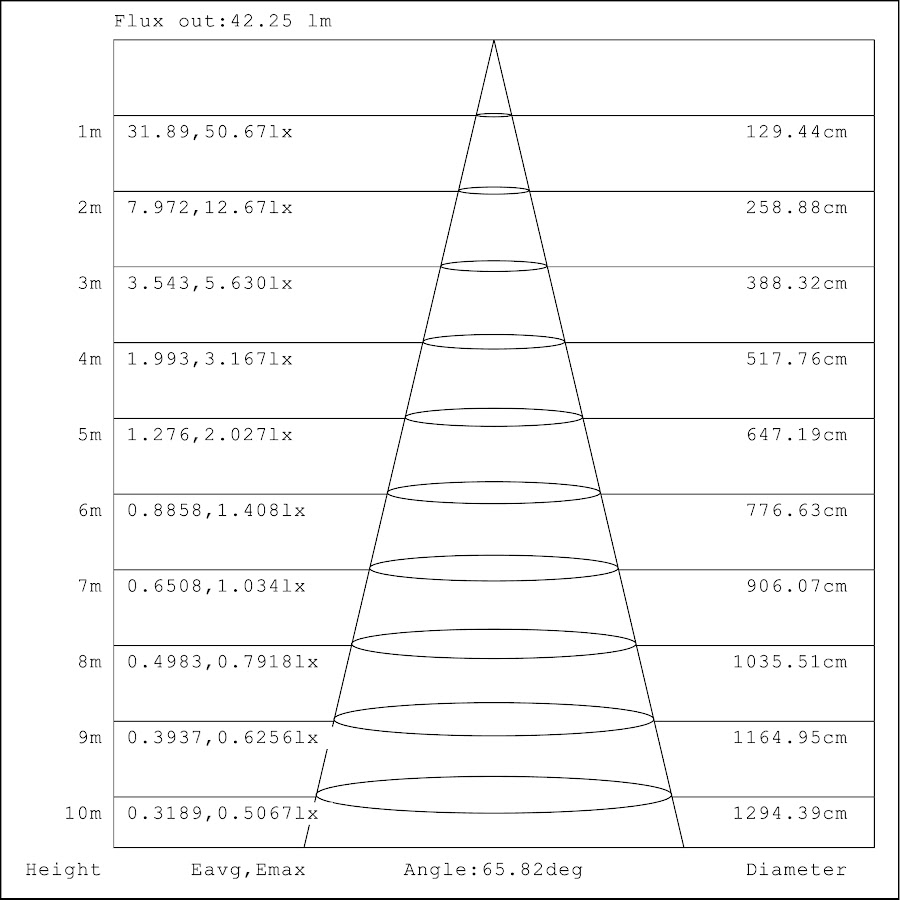 Flux out:42.25 lm
1m 31.89,50.67lx 129.44cm
2m 7.972,12.67lx 258.88cm
3m 3.543,5.630lx 388.32cm
4m 1.993,3.167lx 517.76cm
5m 1.276,2.027lx 647.19cm
6m 0.8858,1.408lx 776.63cm
7m 0.6508,1.034lx 906.07cm
8m 0.4983,0.7918lx 1035.51cm
9m 0.3937,0.6256lx 1164.95cm
10m 0.3189,0.5067lx 1294.39cm
Height Eavg,Emax Angle:65.82deg Diameter